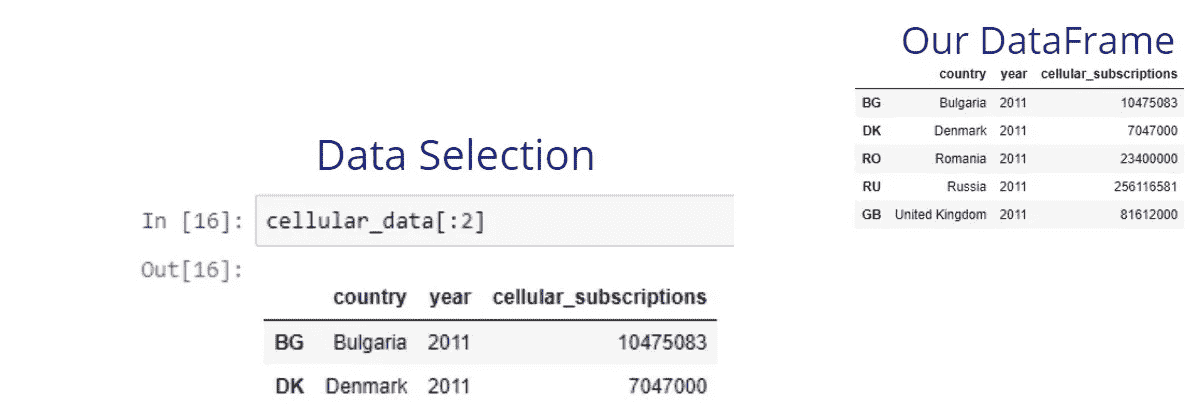 Our DataFrame
country year cellular_subscriptions
BG Bulgaria 2011 10475083
DK Denmark 2011 7047000
RO Romania 2011 23400000
RU Russia 2011 256116581
GB United Kingdom 2011 81612000
Data Selection
In [16]: cellular_data[:2]
Out[16]:
country year cellular_subscriptions
BG Bulgaria 2011 10475083
DK Denmark 2011 7047000